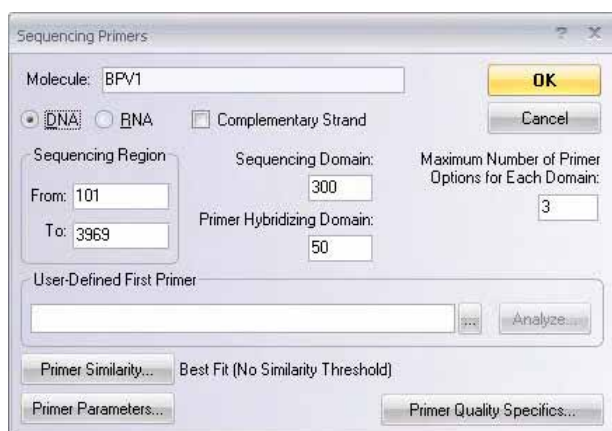 Sequencing Primers
Molecule: BPV1
OK
DNA RNA Complementary Strand
Cancel
Sequencing Region
From: 101
To: 3969
Sequencing Domain:
300
Primer Hybridizing Domain:
50
Maximum Number of Primer
Options for Each Domain:
3
User-Defined First Primer
... Analyze...
Primer Similarity... Best Fit (No Similarity Threshold)
Primer Parameters... Primer Quality Specifics...